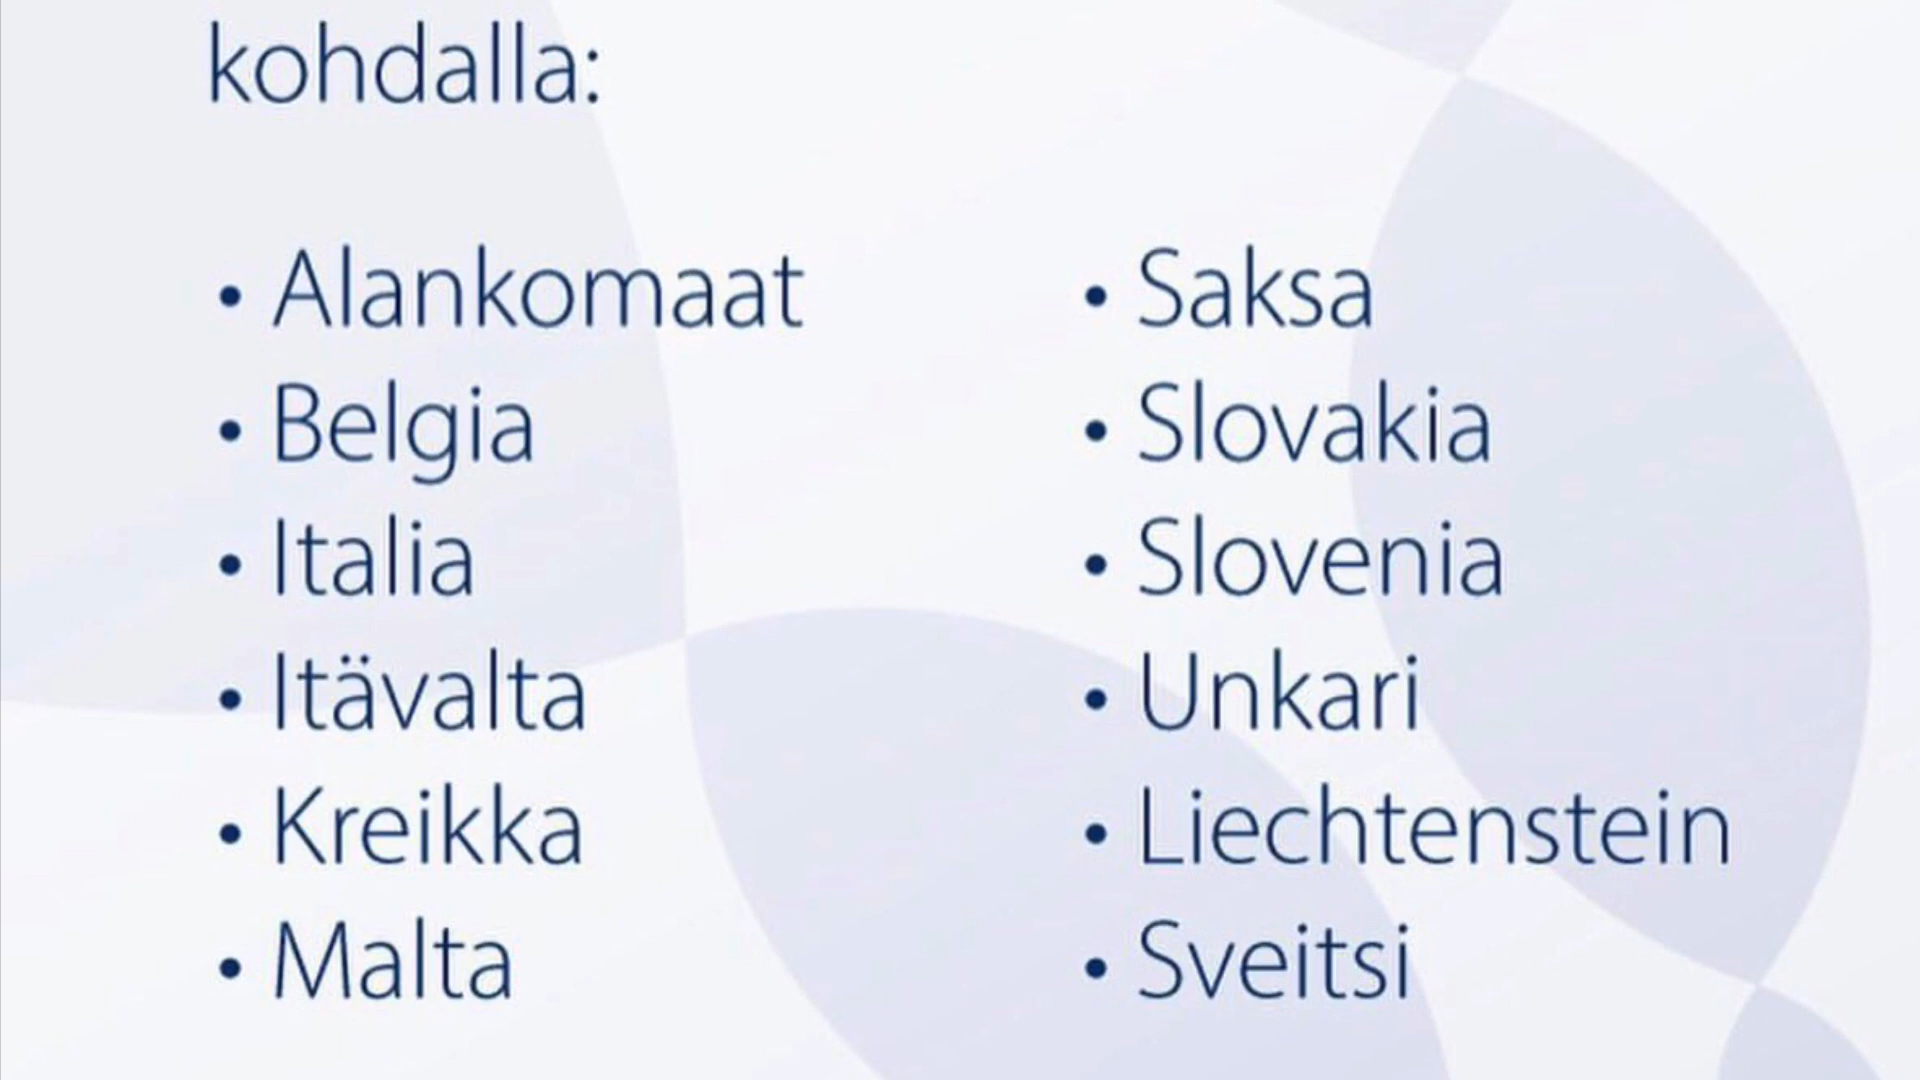 kohdalla:
• Alankomaat
• Belgia
• Italia
• Itävalta
• Kreikka
• Malta
• Saksa
• Slovakia
• Slovenia
• Unkari
• Liechtenstein
• Sveitsi